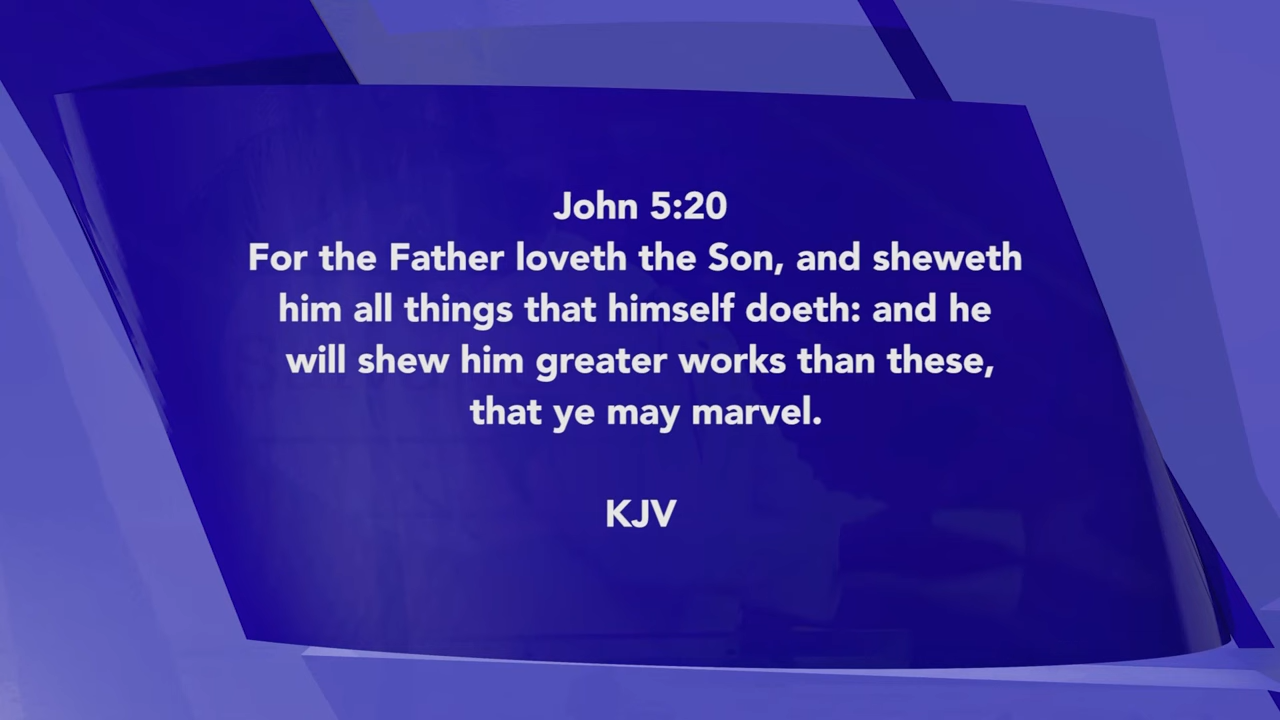 John 5:20
For the Father loveth the Son, and sheweth
him all things that himself doeth: and he
will shew him greater works than these,
that ye may marvel.
KJV